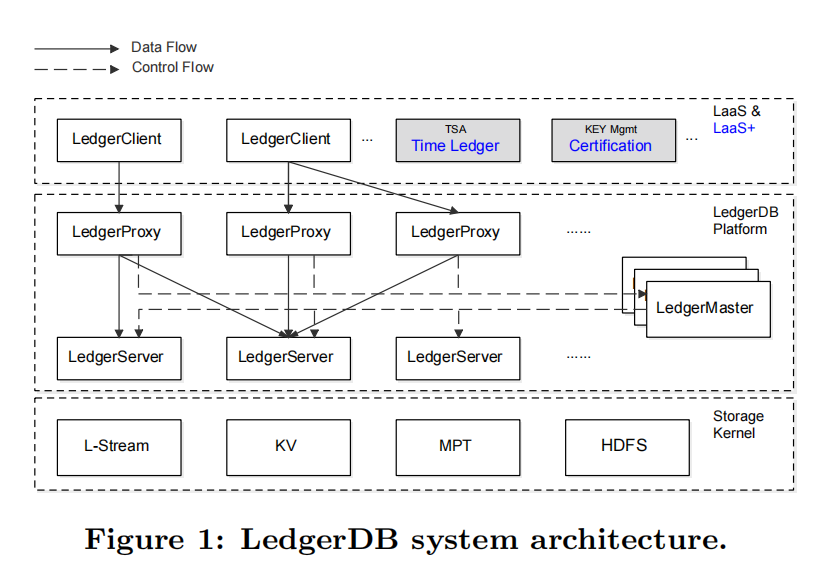 Data Flow
Control Flow
LaaS &
LaaS+
LedgerClient
LedgerClient
...
TSA
Time Ledger
KEY Mgmt
Certification
...
LedgerDB
Platform
LedgerProxy
LedgerProxy
LedgerProxy
......
LedgerMaster
LedgerServer
LedgerServer
LedgerServer
......
Storage
Kernel
L-Stream
KV
MPT
HDFS
Figure 1: LedgerDB system architecture.